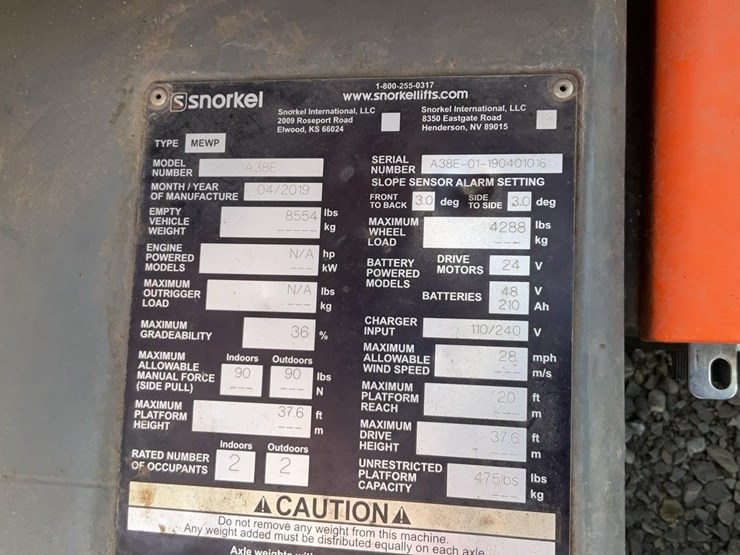 snorkel
1-800-255-0317
www.snorkellifts.com
Snorkel International, LLC
2009 Roseport Road
Elwood, KS 66024
Snorkel International, LLC
8350 Eastgate Road
Henderson, NV 89015
TYPE MEWP
MODEL NUMBER A38E
MONTH / YEAR OF MANUFACTURE 04/2019
EMPTY VEHICLE WEIGHT 8554 lbs
--- kg
ENGINE POWERED MODELS N/A hp
--- kW
MAXIMUM OUTRIGGER LOAD N/A lbs
--- kg
MAXIMUM GRADEABILITY 36 %
Indoors Outdoors
MAXIMUM ALLOWABLE MANUAL FORCE (SIDE PULL) 90 90 lbs
--- --- N
MAXIMUM PLATFORM HEIGHT 37.6 ft
--- m
Indoors Outdoors
RATED NUMBER OF OCCUPANTS 2 2
SERIAL NUMBER A38E-01-190401016
SLOPE SENSOR ALARM SETTING
FRONT TO BACK 3.0 deg SIDE TO SIDE 3.0 deg
MAXIMUM WHEEL LOAD 4288 lbs
--- kg
BATTERY POWERED MODELS
DRIVE MOTORS 24 V
BATTERIES 48 V
210 Ah
CHARGER INPUT 110/240 V
MAXIMUM ALLOWABLE WIND SPEED 28 mph
--- m/s
MAXIMUM PLATFORM REACH 20 ft
--- m
MAXIMUM DRIVE HEIGHT 37.6 ft
--- m
UNRESTRICTED PLATFORM CAPACITY 475lbs lbs
--- kg
CAUTION
Do not remove any weight from this machine.
Any weight added must be distributed equally on each axle.
Axle weights